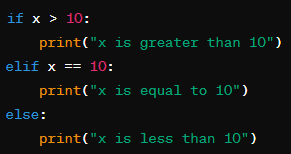 if x > 10:
    print("x is greater than 10")
elif x == 10:
    print("x is equal to 10")
else:
    print("x is less than 10")